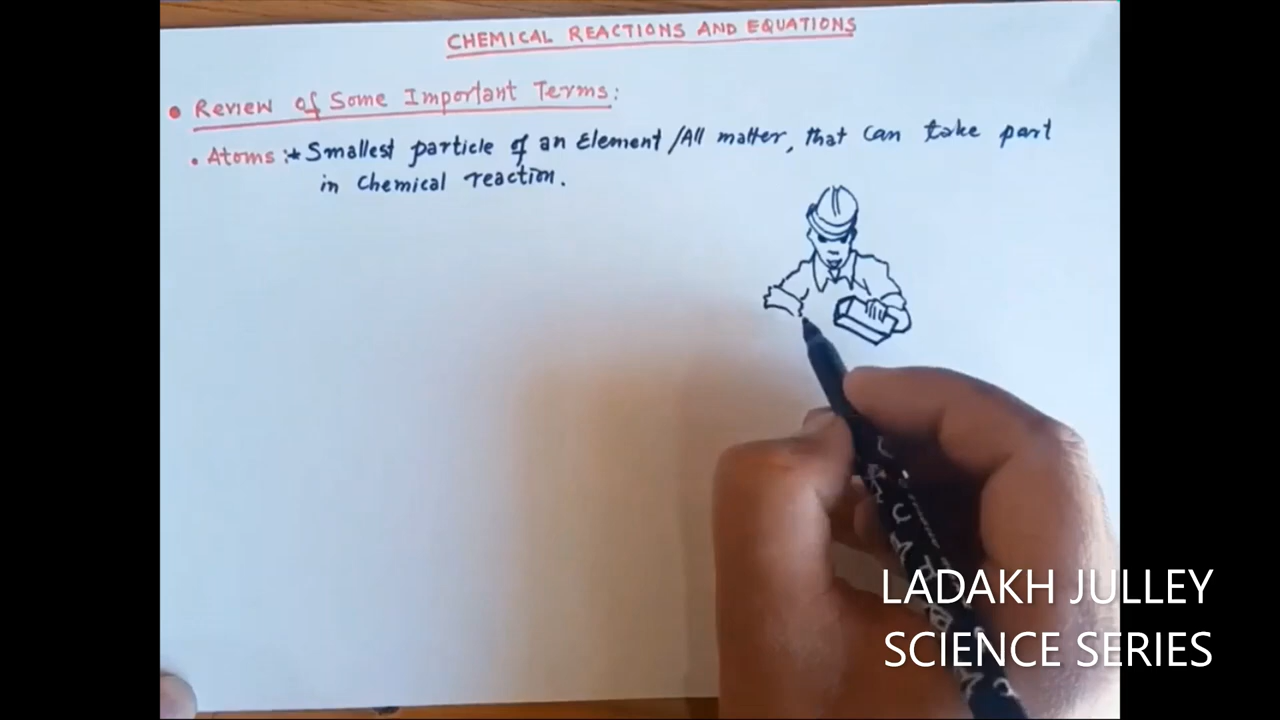 CHEMICAL REACTIONS AND EQUATIONS
• Review of Some Important Terms:
• Atoms :* Smallest particle of an Element /All matter, that can take part
in Chemical reaction.
LADAKH JULLEY
SCIENCE SERIES